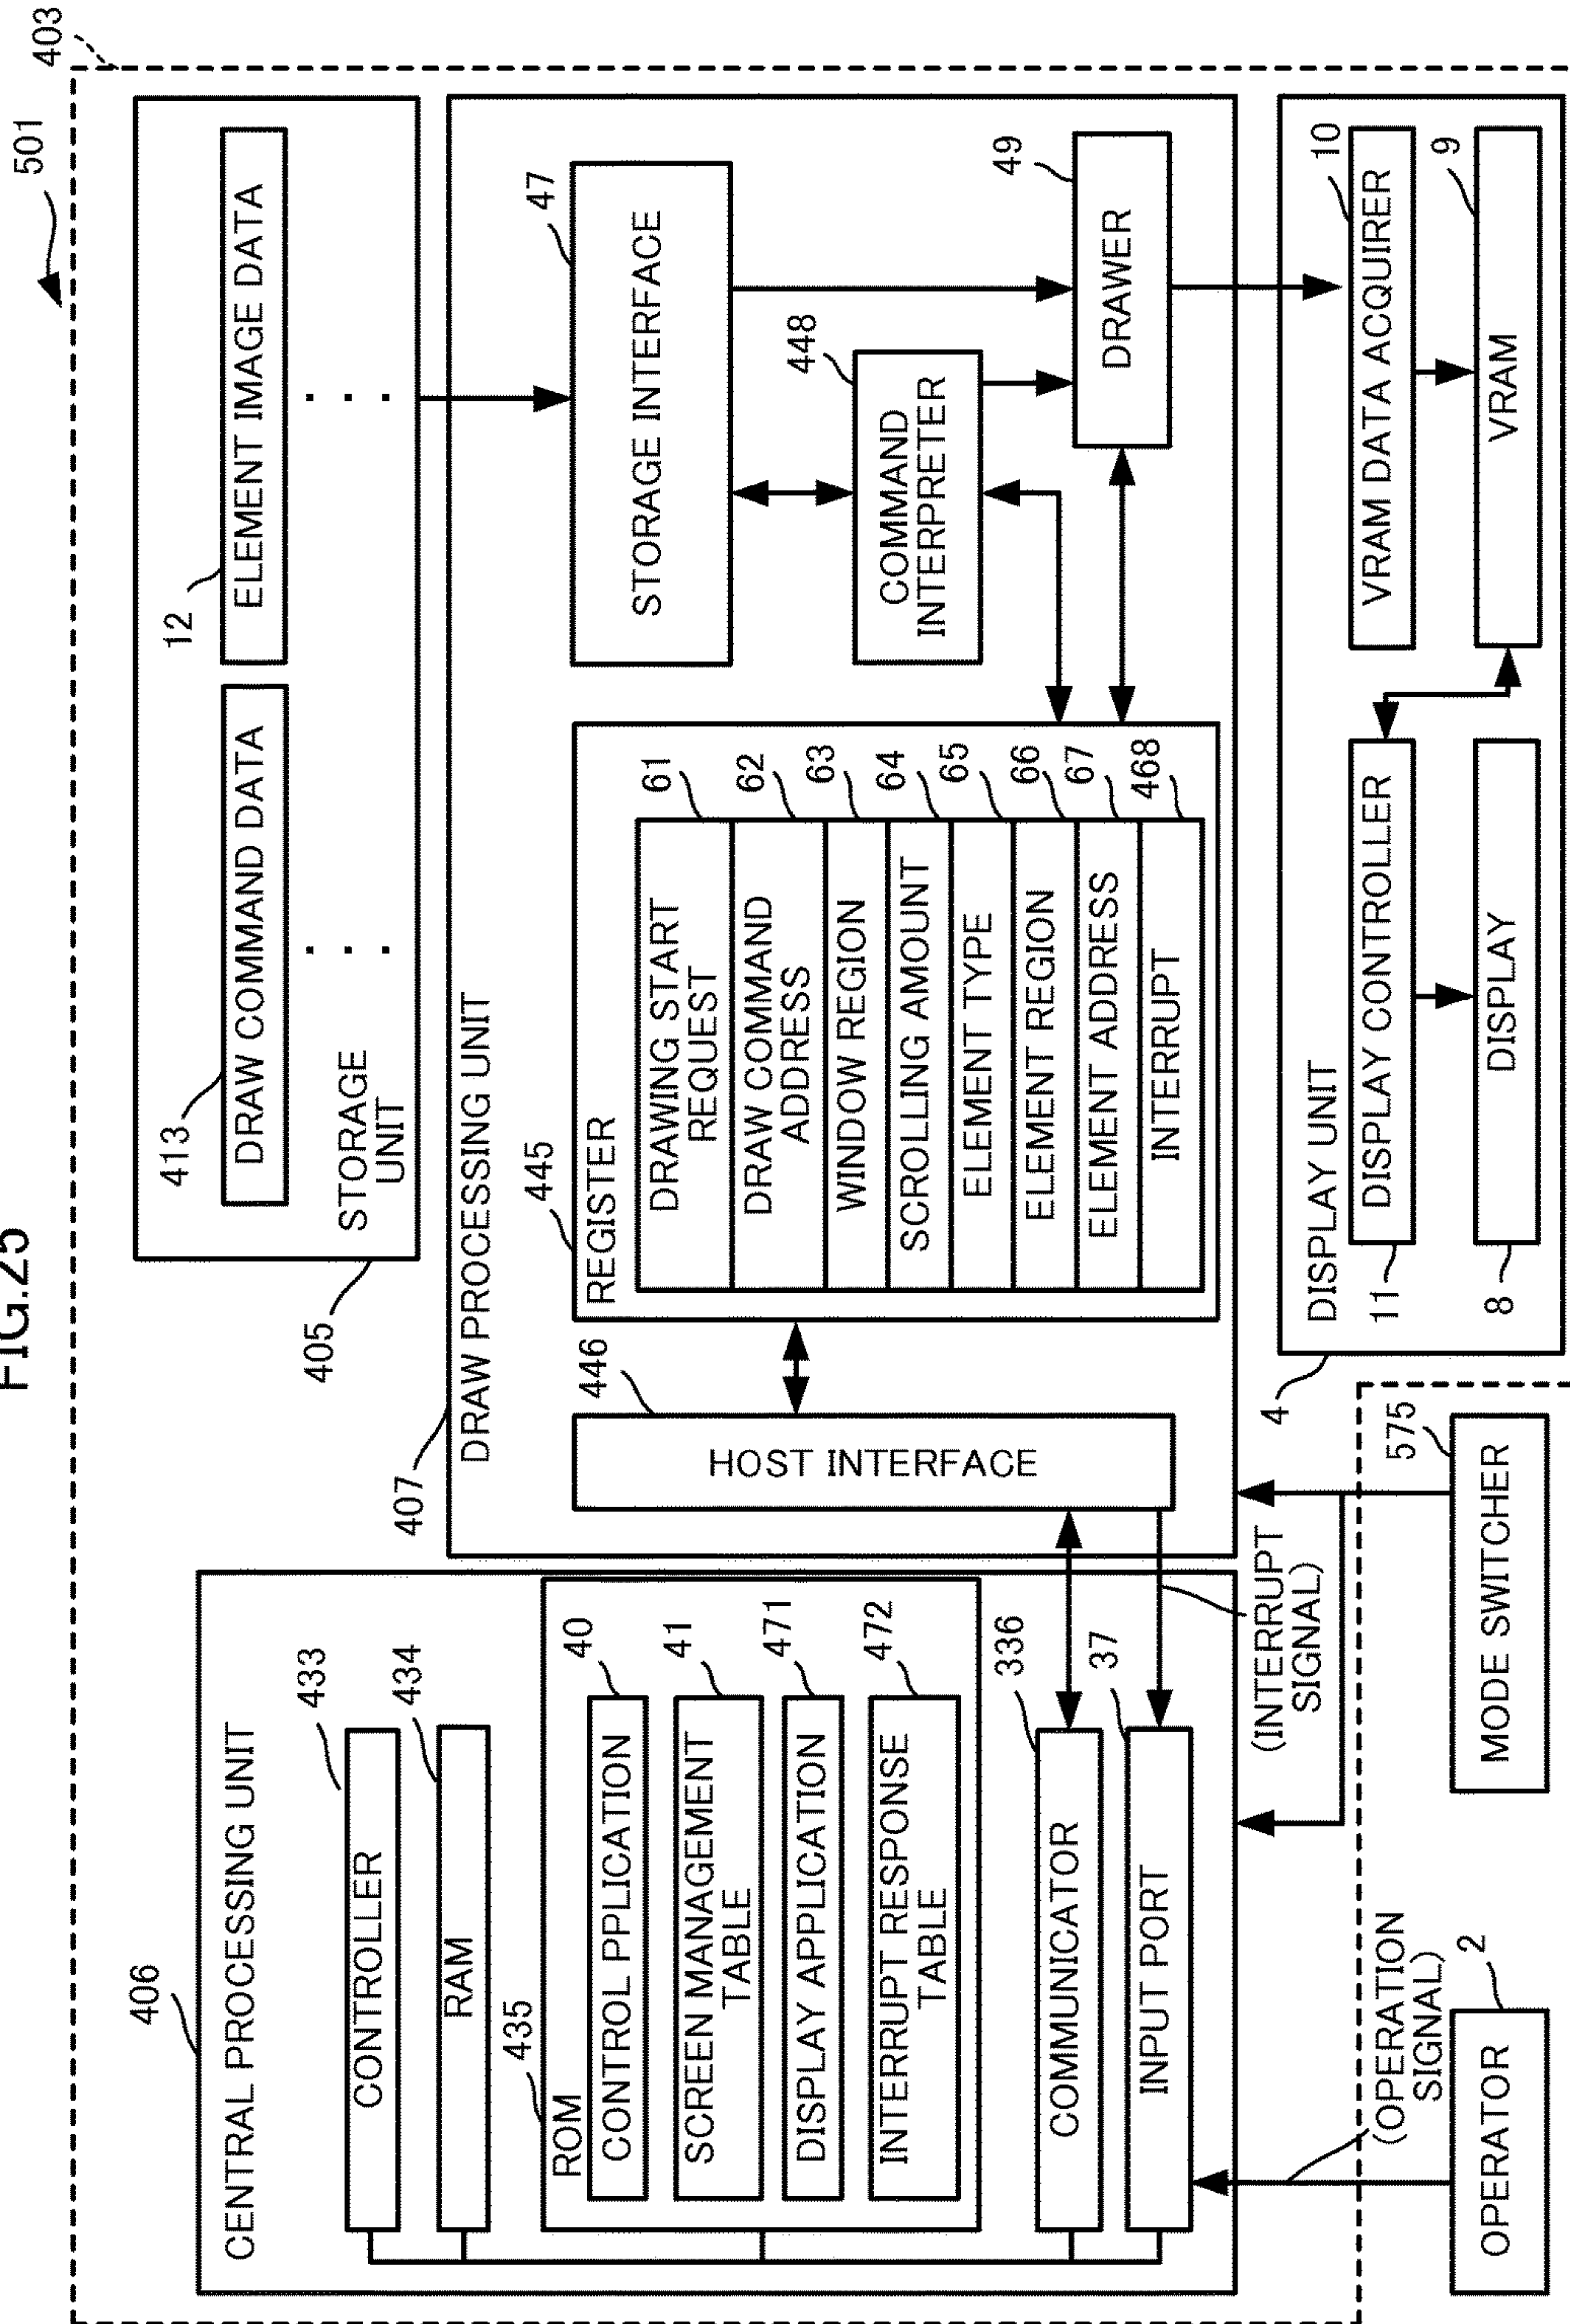 FIG.25
501
403
406
CENTRAL PROCESSING UNIT
433
CONTROLLER
434
RAM
435
ROM
40
CONTROL PPLICATION
41
SCREEN MANAGEMENT
TABLE
471
DISPLAY APPLICATION
472
INTERRUPT RESPONSE
TABLE
336
COMMUNICATOR
37
INPUT PORT
(OPERATION
SIGNAL)
2
OPERATOR
(INTERRUPT
SIGNAL)
575
MODE SWITCHER
405
413
DRAW COMMAND DATA
12
ELEMENT IMAGE DATA
. . .
. . .
STORAGE
UNIT
407
DRAW PROCESSING UNIT
446
HOST INTERFACE
445
REGISTER
DRAWING START
REQUEST
61
DRAW COMMAND
ADDRESS
62
WINDOW REGION
63
SCROLLING AMOUNT
64
ELEMENT TYPE
65
ELEMENT REGION
66
ELEMENT ADDRESS
67
INTERRUPT
468
47
STORAGE INTERFACE
448
COMMAND
INTERPRETER
49
DRAWER
4
DISPLAY UNIT
11
DISPLAY CONTROLLER
10
VRAM DATA ACQUIRER
8
DISPLAY
9
VRAM